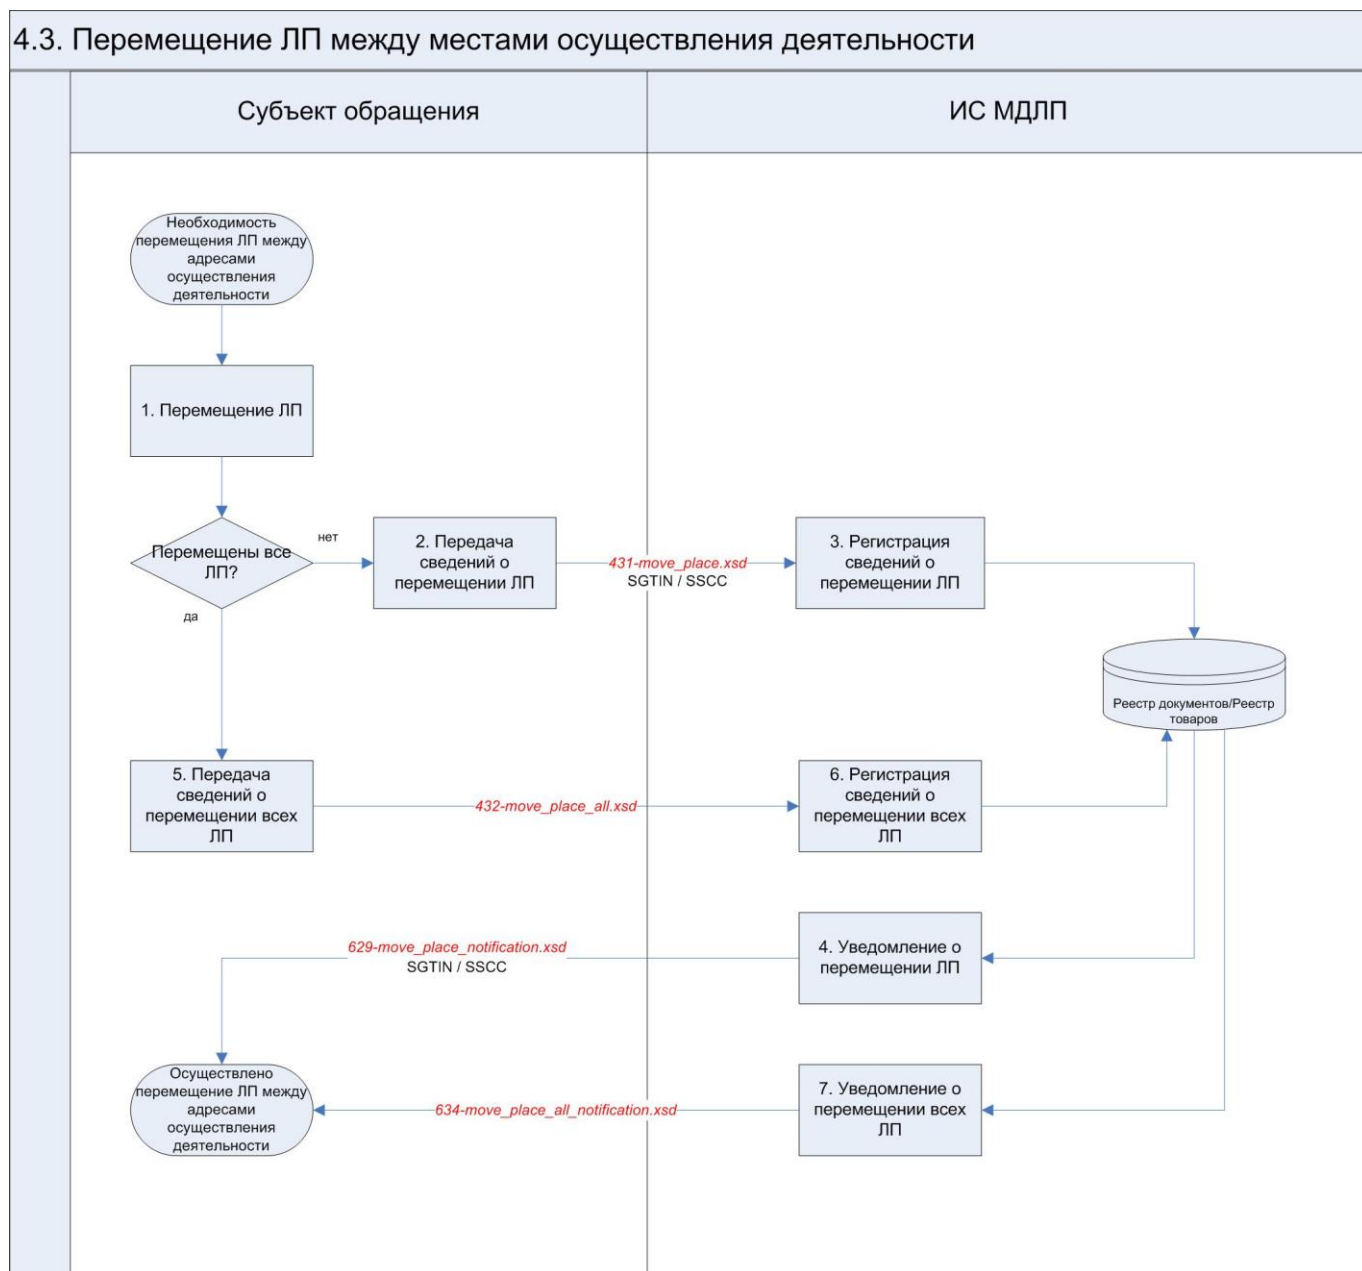 4.3. Перемещение ЛП между местами осуществления деятельности
Субъект обращения
ИС МДЛП
Необходимость
перемещения ЛП между
адресами
осуществления
деятельности
1. Перемещение ЛП
Перемещены все
ЛП?
нет
да
2. Передача
сведений о
перемещении ЛП
431-move_place.xsd
SGTIN / SSCC
3. Регистрация
сведений о
перемещении ЛП
Реестр документов/Реестр
товаров
5. Передача
сведений о
перемещении всех
ЛП
432-move_place_all.xsd
6. Регистрация
сведений о
перемещении всех
ЛП
629-move_place_notification.xsd
SGTIN / SSCC
4. Уведомление о
перемещении ЛП
Осуществлено
перемещение ЛП между
адресами
осуществления
деятельности
634-move_place_all_notification.xsd
7. Уведомление о
перемещении всех
ЛП